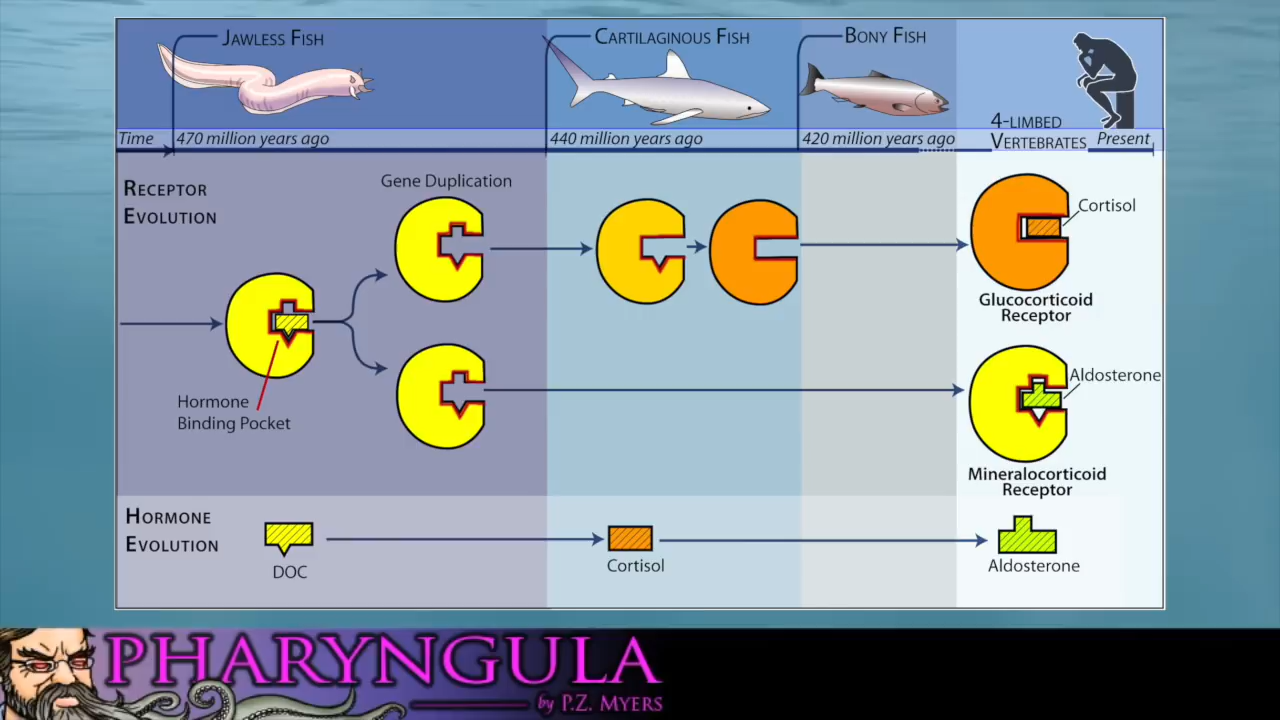 Jawless Fish
Cartilaginous Fish
Bony Fish
4-limbed
Vertebrates
Time
470 million years ago
440 million years ago
420 million years ago
Present
Receptor
Evolution
Gene Duplication
Cortisol
Glucocorticoid
Receptor
Hormone
Binding Pocket
Aldosterone
Mineralocorticoid
Receptor
Hormone
Evolution
DOC
Cortisol
Aldosterone
PHARYNGULA
by P.Z. Myers